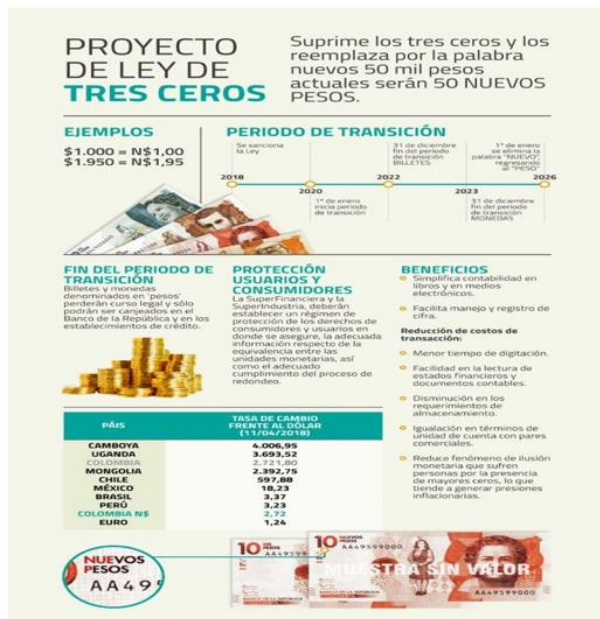 PROYECTO
DE LEY DE
TRES CEROS
Suprime los tres ceros y los
reemplaza por la palabra
nuevos 50 mil pesos
actuales serán 50 NUEVOS
PESOS.
EJEMPLOS
$1.000 = N$1,00
$1.950 = N$1,95
PERIODO DE TRANSICIÓN
Se sanciona
la Ley
31 de diciembre
fin del periodo
de transición
BILLETES
1° de enero
se elimina la
palabra "NUEVO",
regresando
al "PESO"
2018
2022
2026
2020
2023
1° de enero
inicia periodo
de transición
31 de diciembre
fin del periodo
de transición
MONEDAS
FIN DEL PERIODO DE
TRANSICIÓN
Billetes y monedas
denominados en 'pesos'
perderán curso legal y sólo
podrán ser canjeados en el
Banco de la República y en los
establecimientos de crédito.
PROTECCIÓN
USUARIOS Y
CONSUMIDORES
La SuperFinanciera y la
SuperIndustria, deberán
establecer un régimen de
protección de los derechos de
consumidores y usuarios en
donde se asegure, la adecuada
información respecto de la
equivalencia entre las
unidades monetarias, así
como el adecuado
cumplimiento del proceso de
redondeo.
BENEFICIOS
Simplifica contabilidad en
libros y en medios
electrónicos.
Facilita manejo y registro de
cifra.
Reducción de costos de
transacción:
Menor tiempo de digitación.
Facilidad en la lectura de
estados financieros y
documentos contables.
Disminución en los
requerimientos de
almacenamiento.
Igualación en términos de
unidad de cuenta con pares
comerciales.
Reduce fenómeno de ilusión
monetaria que sufren
personas por la presencia
de mayores ceros, lo que
tiende a generar presiones
inflacionarias.
PÁIS TASA DE CAMBIO
FRENTE AL DÓLAR
(11/04/2018)
CAMBOYA 4.006,95
UGANDA 3.693,52
COLOMBIA 2.721,80
MONGOLIA 2.392,75
CHILE 597,88
MÉXICO 18,23
BRASIL 3,37
PERÚ 3,23
COLOMBIA N$ 2,72
EURO 1,24
NUEVOS
PESOS
AA495
10
10 NUEVOS
PESOS
AA49599000
MUESTRA SIN VALOR
AA49599000